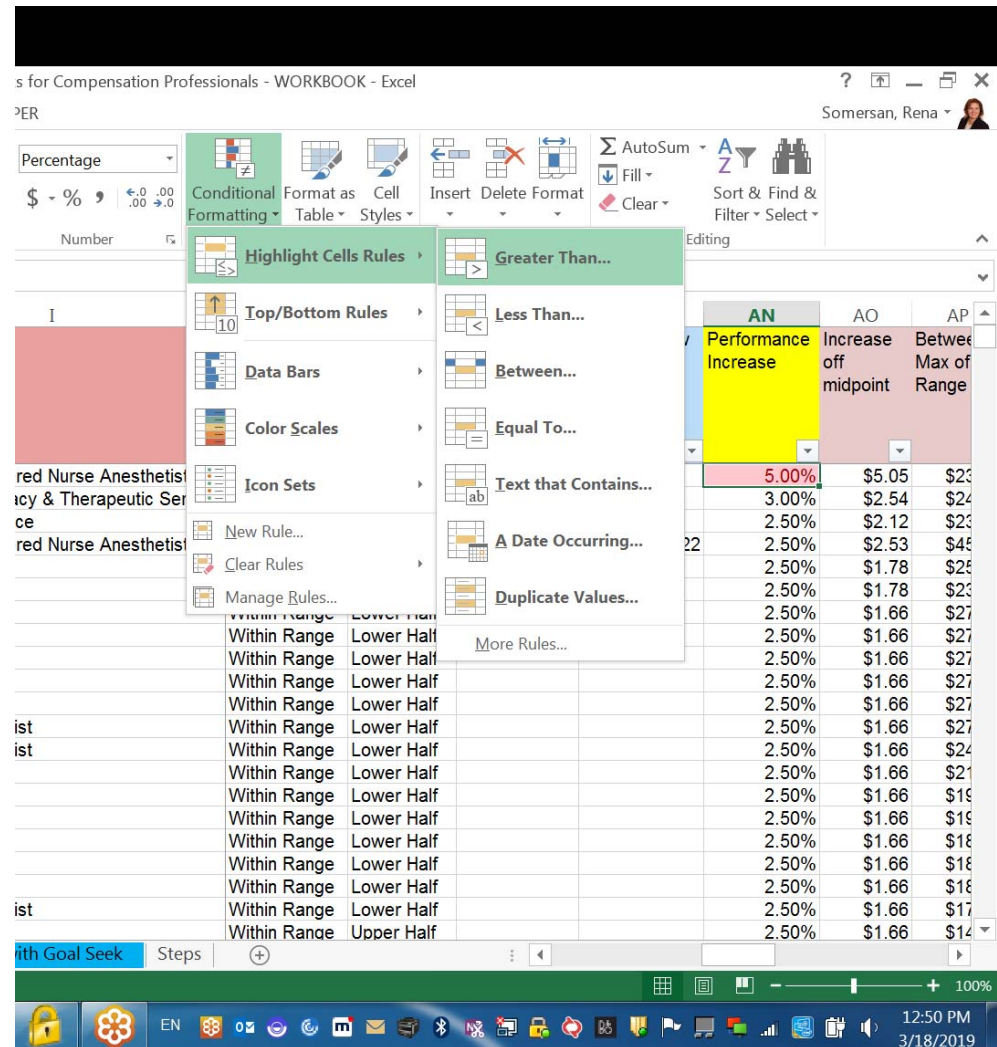 s for Compensation Professionals - WORKBOOK - Excel
?
PER
Somersan, Rena
Percentage
$ - % , .0 .00 .00 .0
Number
Conditional Formatting
Format as Table
Cell Styles
Insert Delete Format
Σ AutoSum
Fill
Clear
A Z
Sort & Filter
Find & Select
Editing
Highlight Cells Rules
Top/Bottom Rules
10
Data Bars
Color Scales
Icon Sets
New Rule...
Clear Rules
Manage Rules...
Greater Than...
Less Than...
Between...
Equal To...
Text that Contains...
ab
A Date Occurring...
Duplicate Values...
More Rules...
I AN AO AP
Performance Increase off
Increase midpoint
Max of
Range
red Nurse Anesthetist 5.00% $5.05 $23
acy & Therapeutic Ser 3.00% $2.54 $24
ce 2.50% $2.12 $23
red Nurse Anesthetist 22 2.50% $2.53 $45
2.50% $1.78 $25
2.50% $1.78 $23
2.50% $1.66 $27
Within Range Lower Half 2.50% $1.66 $27
Within Range Lower Half 2.50% $1.66 $27
Within Range Lower Half 2.50% $1.66 $27
Within Range Lower Half 2.50% $1.66 $27
ist Within Range Lower Half 2.50% $1.66 $27
ist Within Range Lower Half 2.50% $1.66 $24
Within Range Lower Half 2.50% $1.66 $21
Within Range Lower Half 2.50% $1.66 $19
Within Range Lower Half 2.50% $1.66 $19
Within Range Lower Half 2.50% $1.66 $18
Within Range Lower Half 2.50% $1.66 $18
Within Range Lower Half 2.50% $1.66 $18
ist Within Range Lower Half 2.50% $1.66 $17
Within Range Upper Half 2.50% $1.66 $14
with Goal Seek Steps
100%
EN
12:50 PM
3/18/2019